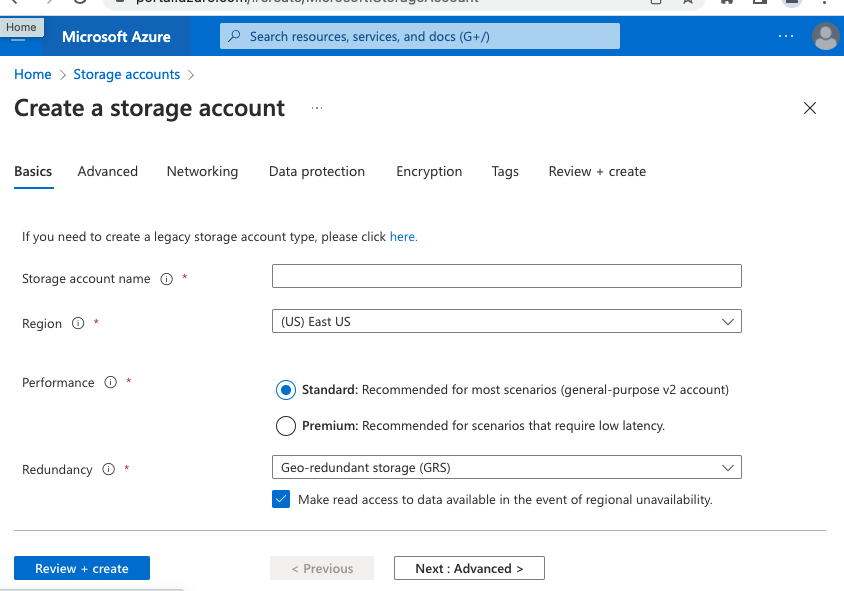 Home
Microsoft Azure
Search resources, services, and docs (G+/)
Home > Storage accounts >
Create a storage account ...
Basics Advanced Networking Data protection Encryption Tags Review + create
If you need to create a legacy storage account type, please click here.
Storage account name *
Region *
(US) East US
Performance *
Standard: Recommended for most scenarios (general-purpose v2 account)
Premium: Recommended for scenarios that require low latency.
Redundancy *
Geo-redundant storage (GRS)
Make read access to data available in the event of regional unavailability.
Review + create
< Previous
Next : Advanced >